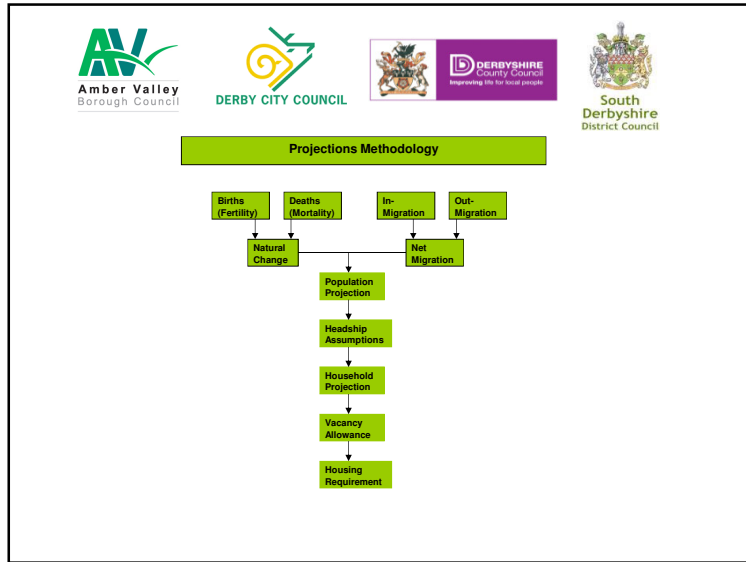 AV
Amber Valley
Borough Council
DERBY CITY COUNCIL
DERBYSHIRE
County Council
Improving life for local people
South
Derbyshire
District Council
Projections Methodology
Births
(Fertility)
Deaths
(Mortality)
In-
Migration
Out-
Migration
Natural
Change
Net
Migration
Population
Projection
Headship
Assumptions
Household
Projection
Vacancy
Allowance
Housing
Requirement